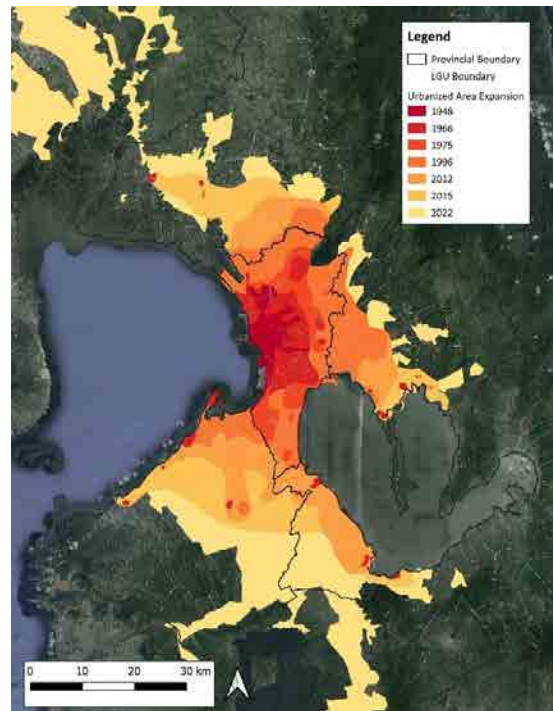 Legend
Provincial Boundary
LGU Boundary
Urbanized Area Expansion
1948
1966
1975
1996
2012
2015
2022
0 10 20 30 km